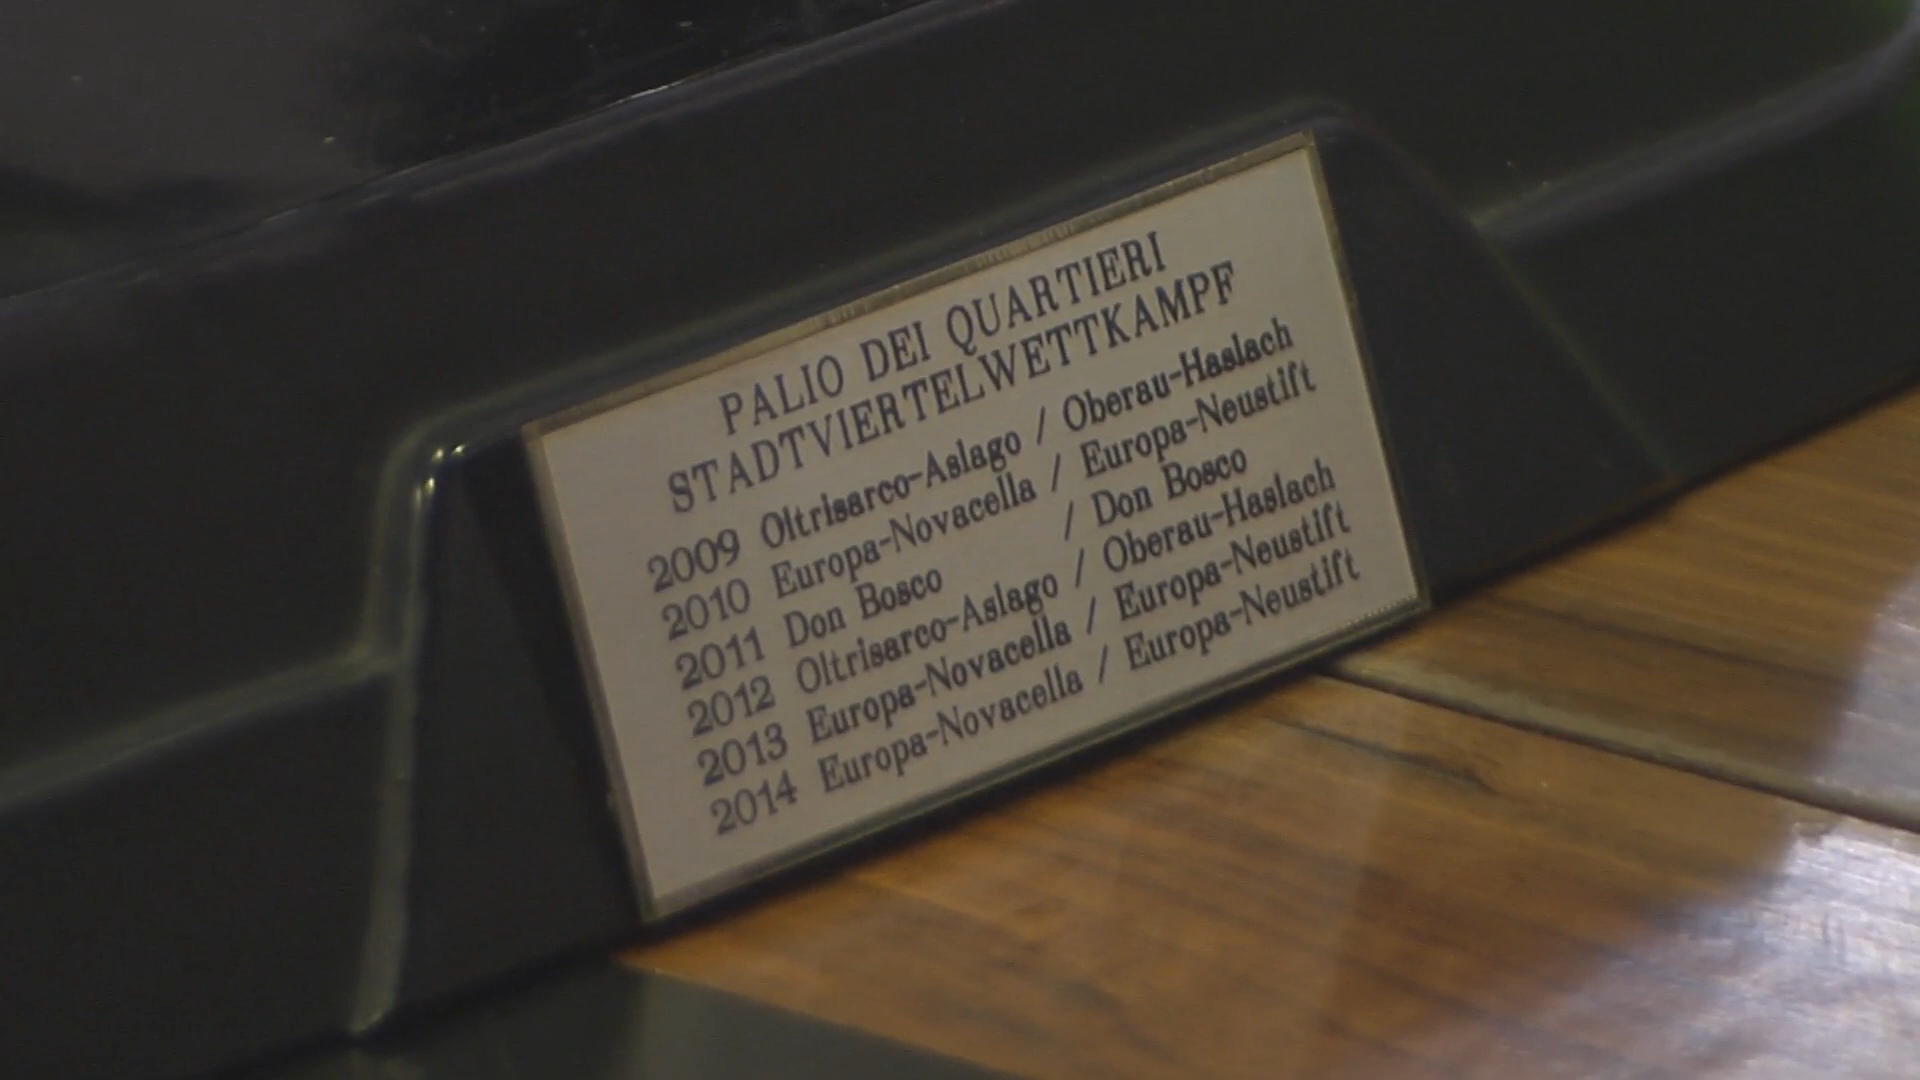 PALIO DEI QUARTIERI
STADTVIERTELWETTKAMPF
2009 Oltrisarco-Aslago / Oberau-Haslach
2010 Europa-Novacella / Europa-Neustift
2011 Don Bosco / Don Bosco
2012 Oltrisarco-Aslago / Oberau-Haslach
2013 Europa-Novacella / Europa-Neustift
2014 Europa-Novacella / Europa-Neustift